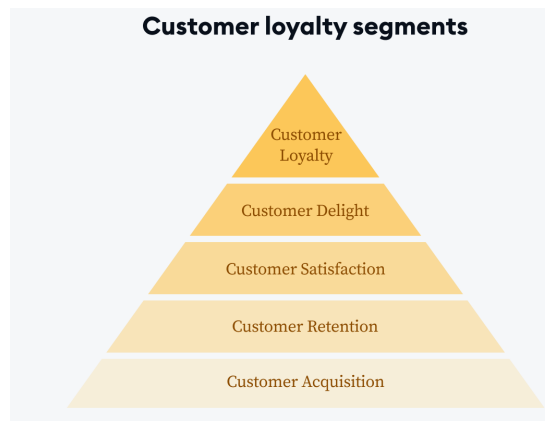 Customer loyalty segments
Customer
Loyalty
Customer Delight
Customer Satisfaction
Customer Retention
Customer Acquisition